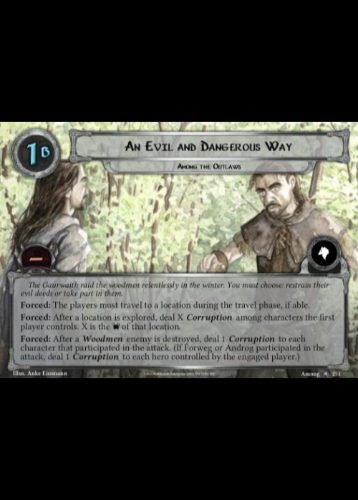 1B
An Evil and Dangerous Way
Among the Outlaws
–
The Gaurwaith raid the woodmen relentlessly in the winter. You must choose: restrain their
evil deeds or take part in them.
Forced: The players must travel to a location during the travel phase, if able.
Forced: After a location is explored, deal X Corruption among characters the first
player controls. X is the of that location.
Forced: After a Woodmen enemy is destroyed, deal 1 Corruption to each
character that participated in the attack. (If Forweg or Androg participated in the
attack, deal 1 Corruption to each hero controlled by the engaged player.)
Illus. Anke Eissmann
Among